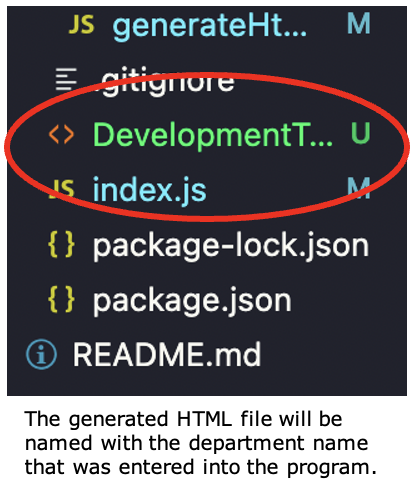 JS generateHt... M
.gitignore
<> DevelopmentT... U
JS index.js M
{} package-lock.json
{} package.json
README.md
The generated HTML file will be
named with the department name
that was entered into the program.